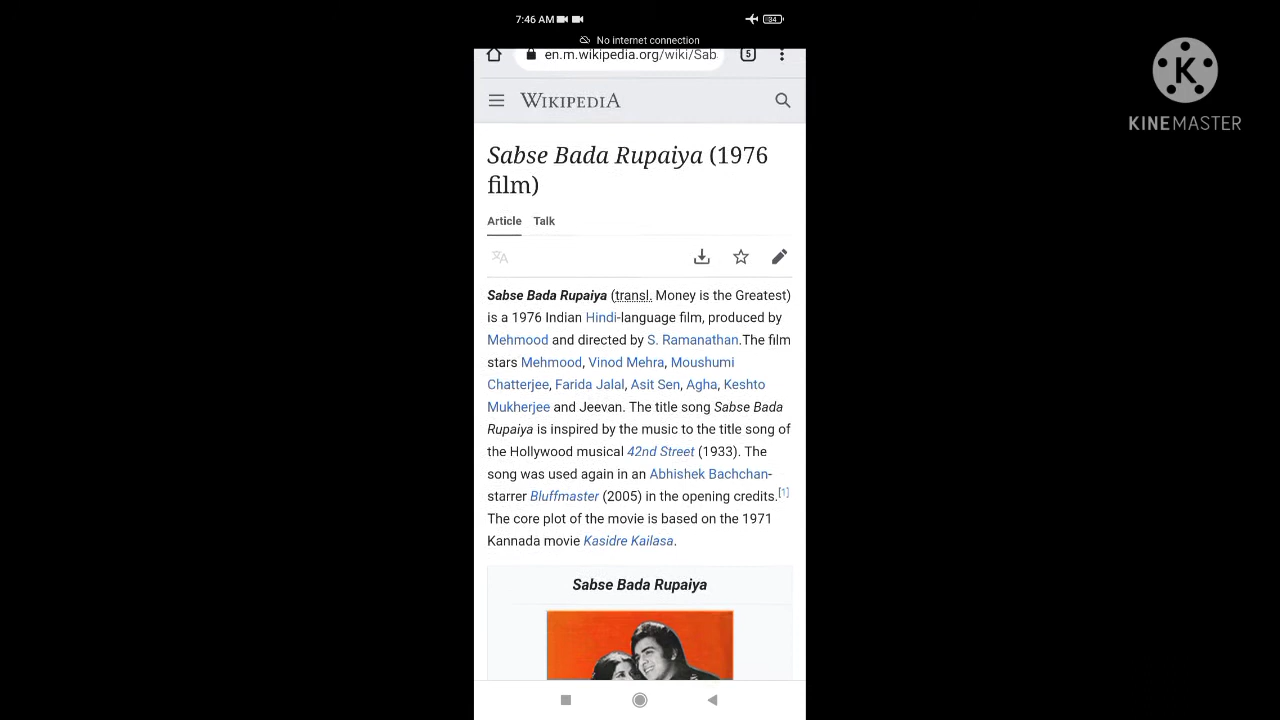 7:46 AM
34
No internet connection
en.m.wikipedia.org/wiki/Sab
5
WIKIPEDIA
K
KINEMASTER
Sabse Bada Rupaiya (1976
film)
Article Talk
Sabse Bada Rupaiya (transl. Money is the Greatest)
is a 1976 Indian Hindi-language film, produced by
Mehmood and directed by S. Ramanathan.The film
stars Mehmood, Vinod Mehra, Moushumi
Chatterjee, Farida Jalal, Asit Sen, Agha, Keshto
Mukherjee and Jeevan. The title song Sabse Bada
Rupaiya is inspired by the music to the title song of
the Hollywood musical 42nd Street (1933). The
song was used again in an Abhishek Bachchan-
starrer Bluffmaster (2005) in the opening credits.[1]
The core plot of the movie is based on the 1971
Kannada movie Kasidre Kailasa.
Sabse Bada Rupaiya